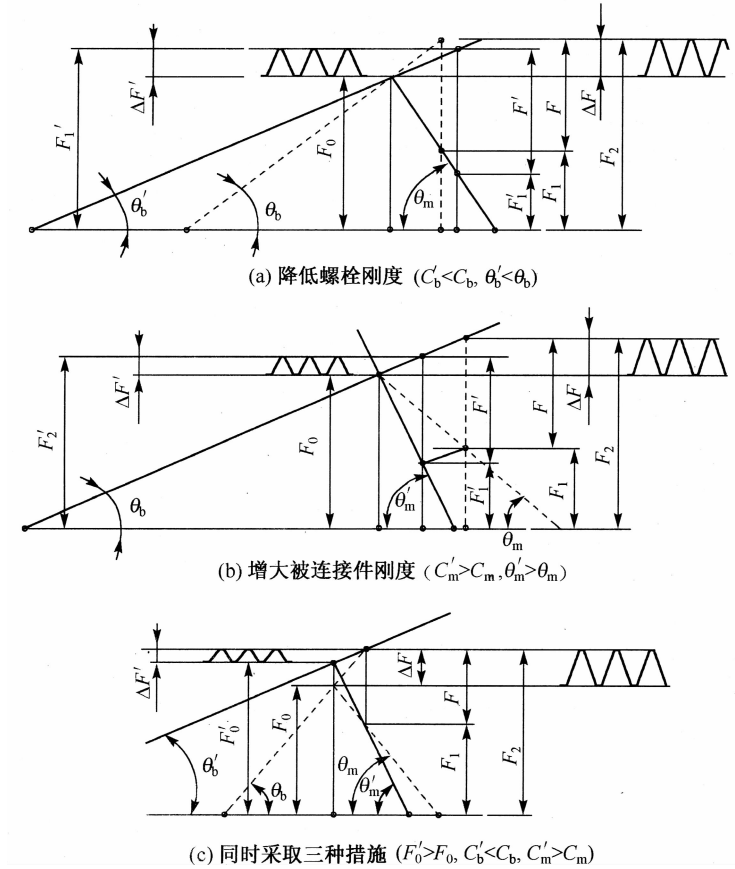 ΔF′
F₁′
θb′
θb
F₀
θm
F′
F₁′
F
F₁
ΔF
F₂
(a) 降低螺栓刚度 (C′b<Cb, θ′b<θb)
ΔF′
F₂′
θb
F₀
θ′m
F′
F₁′
θm
F
F₁
ΔF
F₂
(b) 增大被连接件刚度 (C′m>Cm,θ′m>θm)
ΔF′
θb′
F₀′
F₀
θb
θm
θ′m
ΔF
F
F₁
F₂
(c) 同时采取三种措施 (F₀′>F₀, C′b<Cb, C′m>Cm)